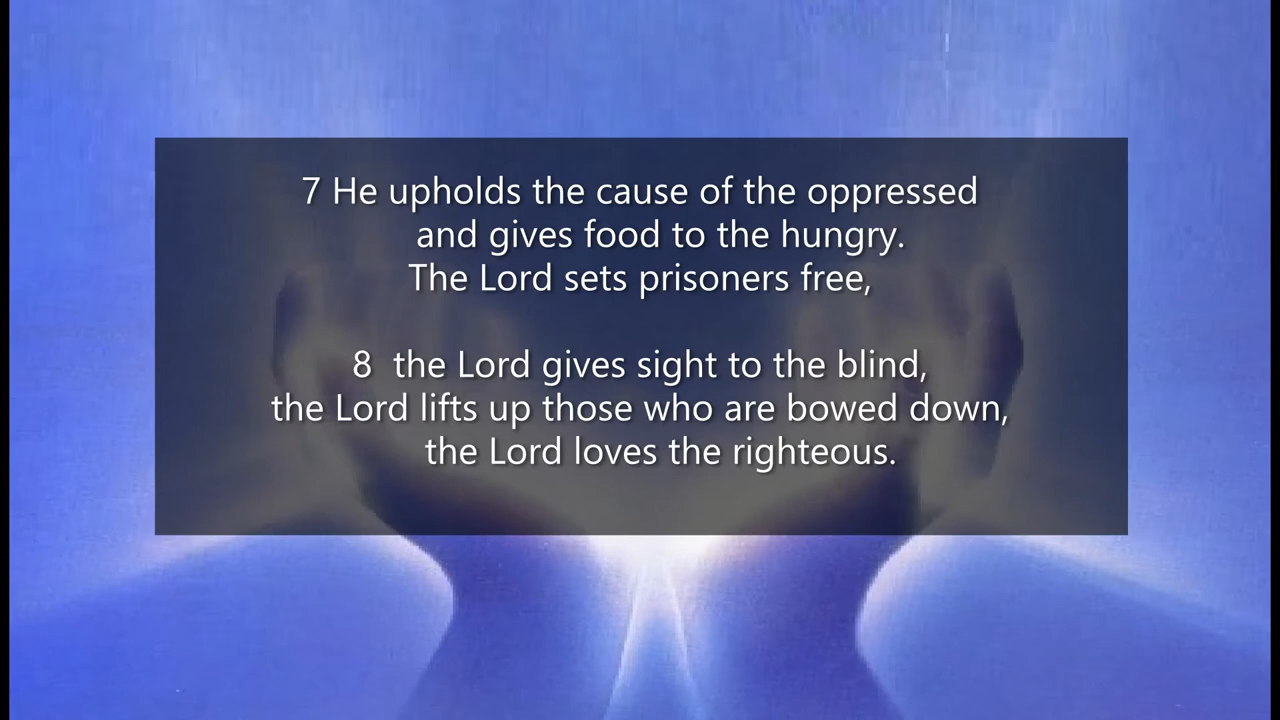 7 He upholds the cause of the oppressed
and gives food to the hungry.
The Lord sets prisoners free,
8 the Lord gives sight to the blind,
the Lord lifts up those who are bowed down,
the Lord loves the righteous.